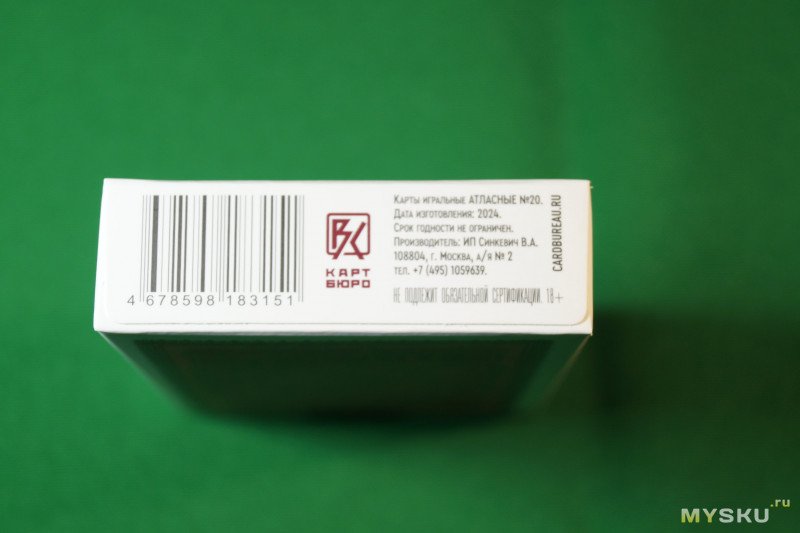 4 678598 183151
КАРТ
БЮРО
Карты игральные АТЛАСНЫЕ №20.
Дата изготовления: 2024.
Срок годности не ограничен.
Производитель: ИП Синкевич В.А.
108804, г. Москва, а/я № 2
тел. +7 (495) 1059639.
НЕ ПОДЛЕЖИТ ОБЯЗАТЕЛЬНОЙ СЕРТИФИКАЦИИ. 18+
CARDBUREAU.RU
MYSKU.ru